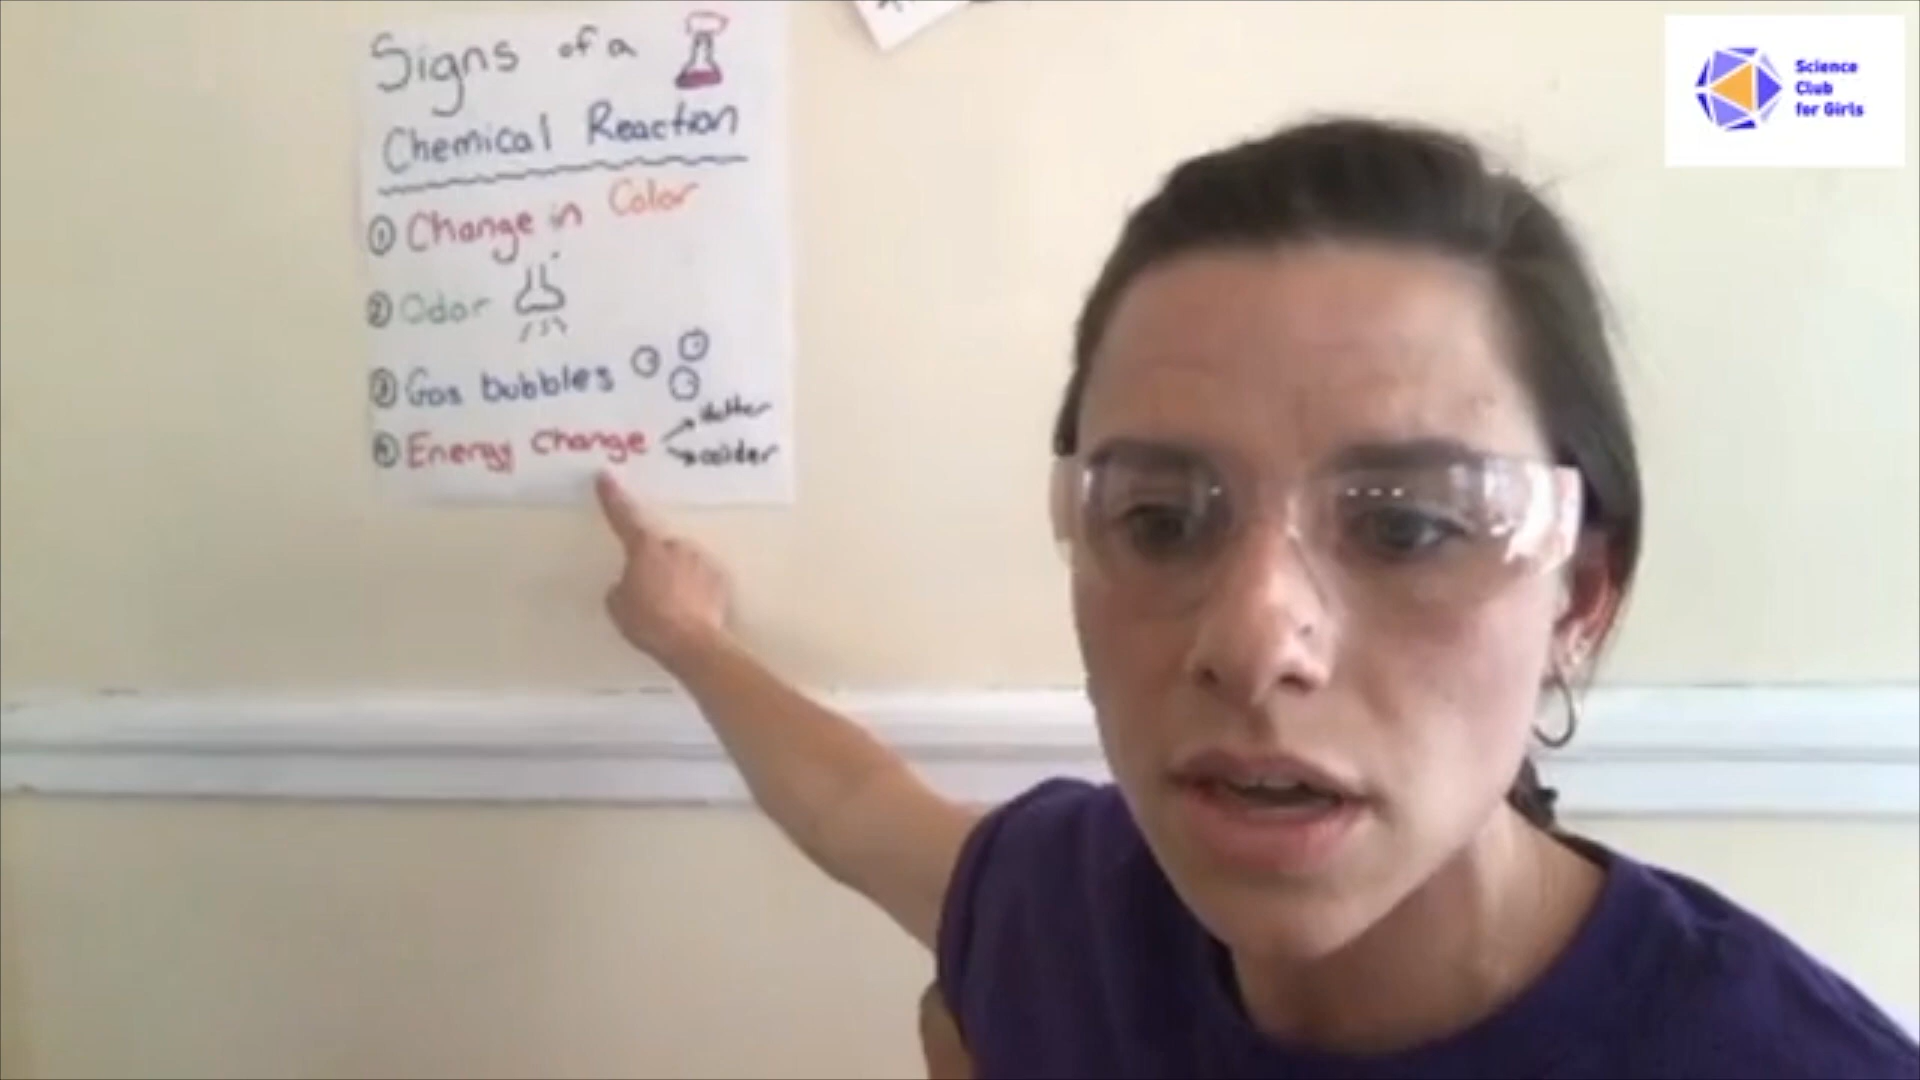 Signs of a
Chemical Reaction
① Change in Color
② Odor
③ Gas bubbles
④ Energy change → hotter
→ colder
Science
Club
for Girls